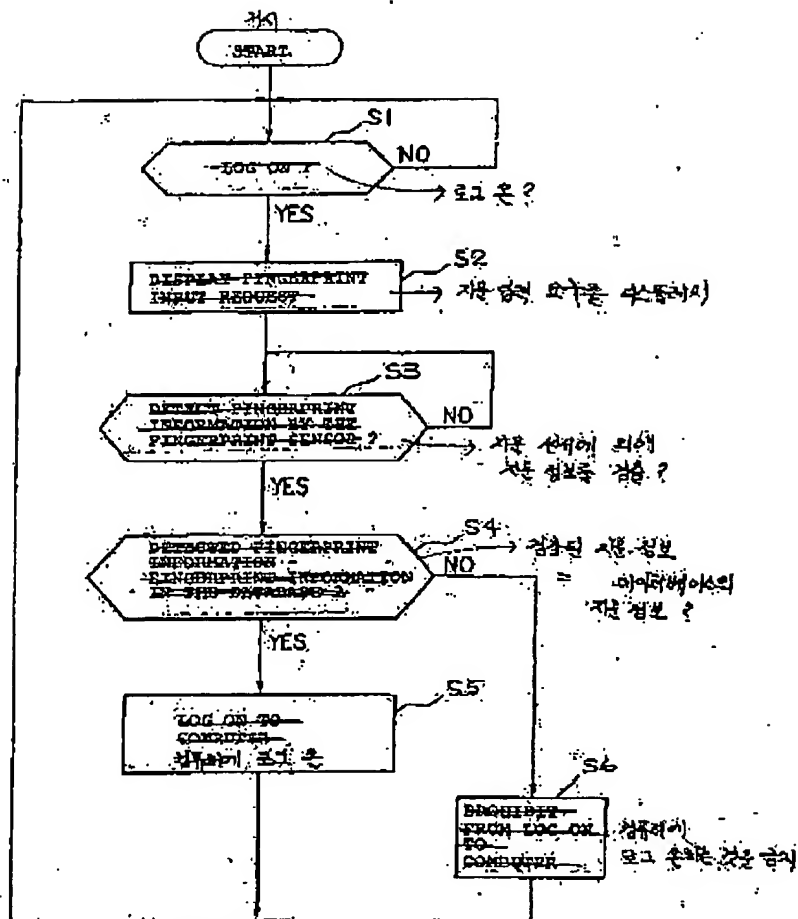 START
S1
LOG ON ?
NO
로그 온 ?
YES
S2
DISPLAY FINGERPRINT
INPUT REQUEST
지문 입력 요구를 디스플레이
S3
DETECT FINGERPRINT
INFORMATION BY THE
FINGERPRINT SENSOR ?
NO
지문 센서에 의해
지문 정보를 검출 ?
YES
S4
DETECTED FINGERPRINT
INFORMATION =
FINGERPRINT INFORMATION
IN THE DATABASE ?
NO
검출된 지문 정보
=
데이터베이스의
지문 정보 ?
YES
S5
LOG ON TO
COMPUTER
컴퓨터에 로그 온
S6
PROHIBIT
FROM LOG ON
TO
COMPUTER
컴퓨터에
로그 온되는 것을 금지